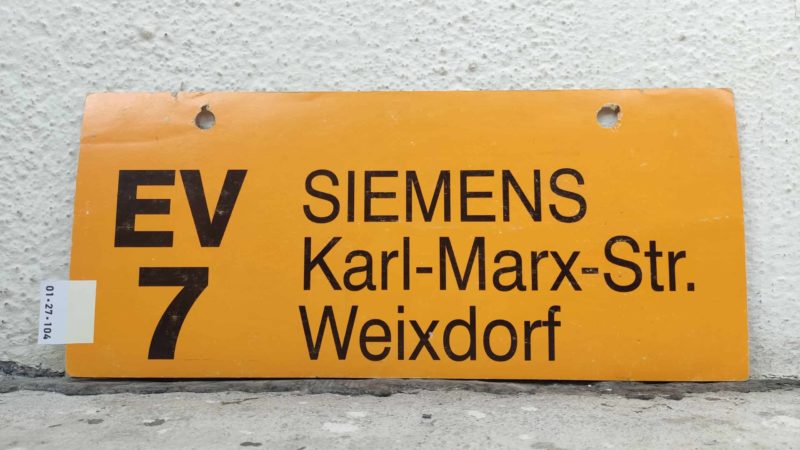 EV
7
SIEMENS
Karl-Marx-Str.
Weixdorf
01•27•104